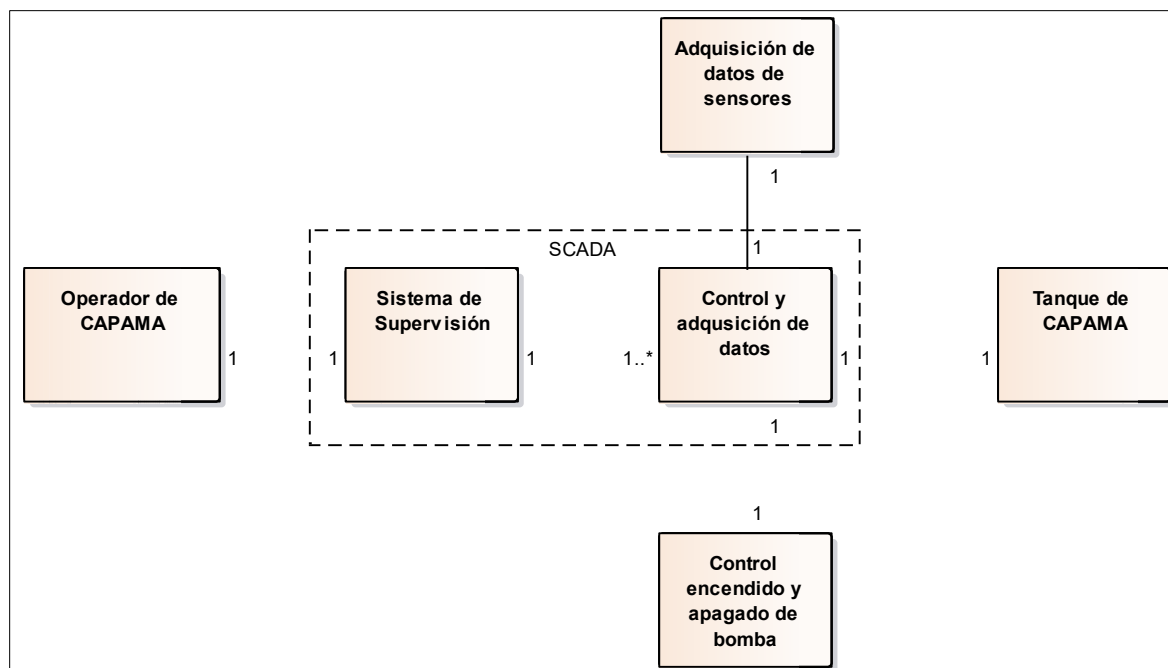 Adquisición de
datos de
sensores
1
SCADA
1
Operador de
CAPAMA
1
Sistema de
Supervisión
1
1
Control y
adqusición de
datos
1..*
1
1
Tanque de
CAPAMA
1
1
Control
encendido y
apagado de
bomba